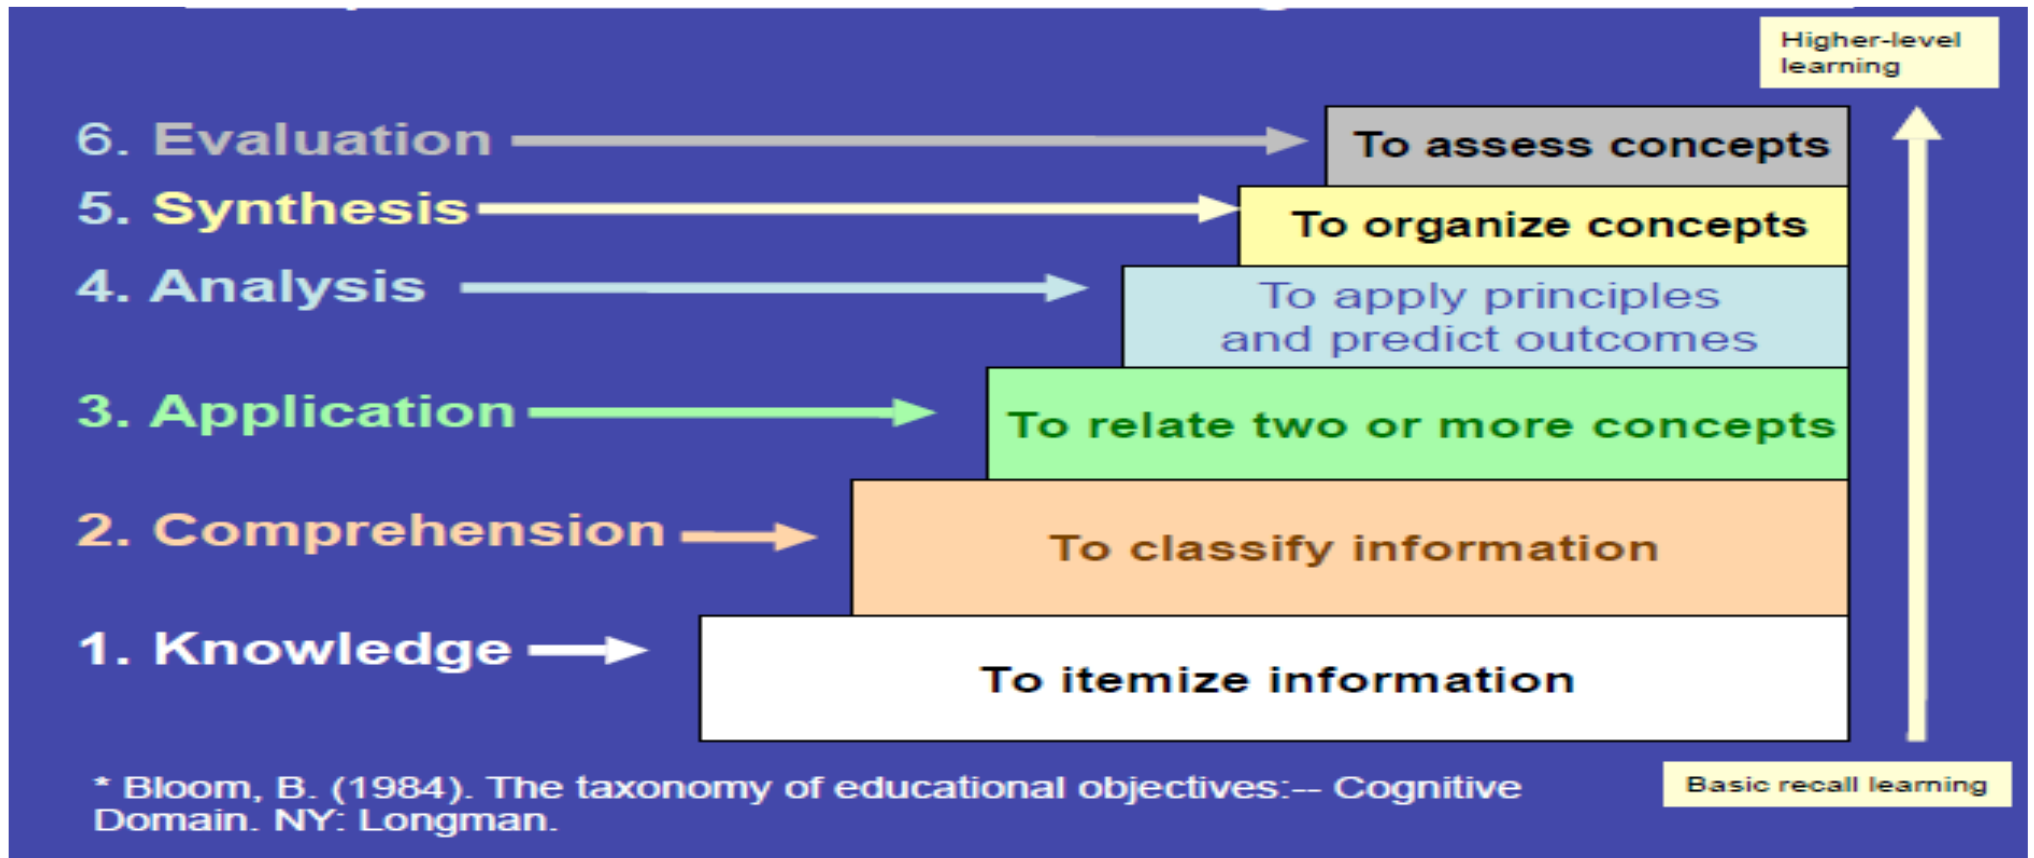 Higher-level
learning
6. Evaluation
To assess concepts
5. Synthesis
To organize concepts
4. Analysis
To apply principles
and predict outcomes
3. Application
To relate two or more concepts
2. Comprehension
To classify information
1. Knowledge
To itemize information
* Bloom, B. (1984). The taxonomy of educational objectives:-- Cognitive
Domain. NY: Longman.
Basic recall learning